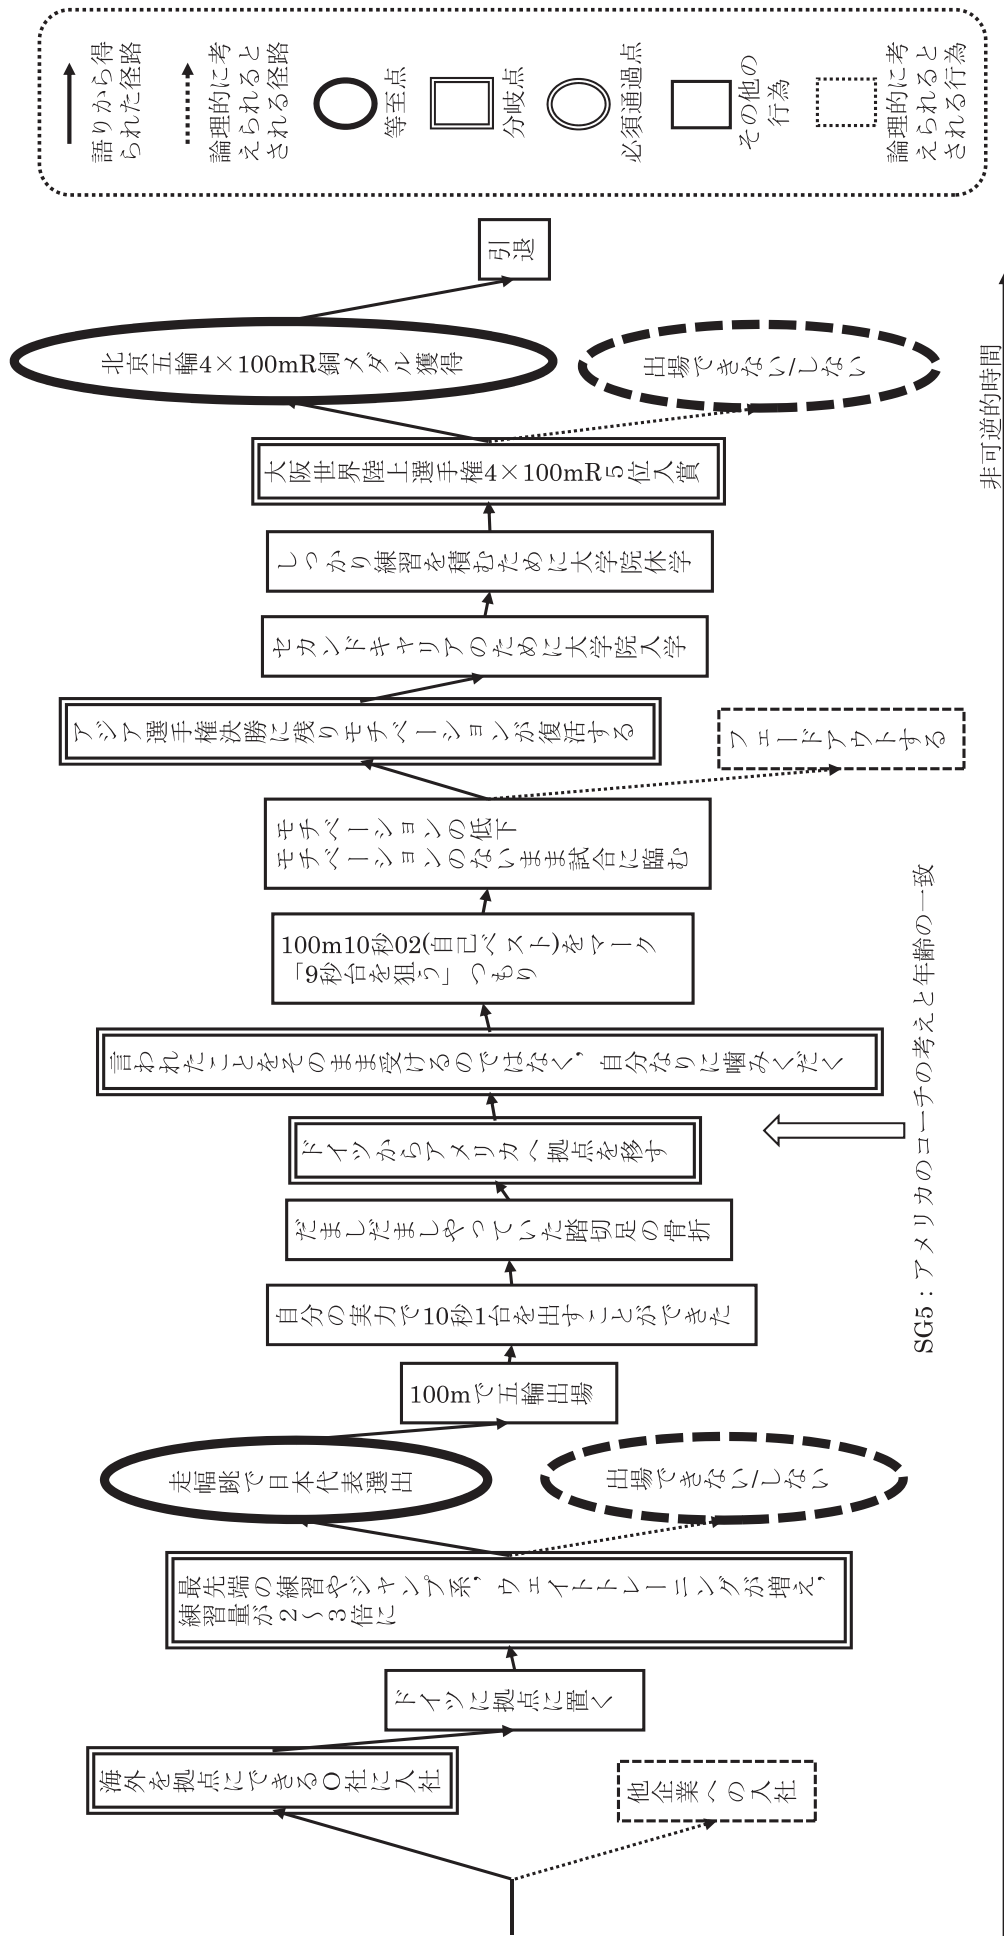 海外を拠点にできるO社に入社
他企業への入社
ドイツに拠点に置く
最先端の練習やジャンプ系，ウェイトトレーニングが増え，
練習量が２～３倍に
走幅跳で日本代表選出
出場できない/しない
100mで五輪出場
自分の実力で10秒1台を出すことができた
だましだましやっていた踏切足の骨折
ドイツからアメリカへ拠点を移す
SG5：アメリカのコーチの考えと年齢の一致
言われたことをそのまま受けるのではなく，自分なりに噛みくだく
100m10秒02(自己ベスト)をマーク
「9秒台を狙う」つもり
モチベーションの低下
モチベーションのないまま試合に臨む
アジア選手権決勝に残りモチベーションが復活する
フェードアウトする
セカンドキャリアのために大学院入学
しっかり練習を積むために大学院休学
大阪世界陸上選手権4×100mR５位入賞
北京五輪4×100mR銅メダル獲得
出場できない/しない
引退
非可逆的時間
語りから得
られた経路
論理的に考
えられると
される径路
等至点
分岐点
必須通過点
その他の
行為
論理的に考
えられると
される行為